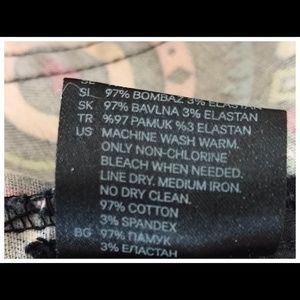 SI 97% BOMBAŽ 3% ELASTAN
SK 97% BAVLNA 3% ELASTAN
TR %97 PAMUK %3 ELASTAN
US MACHINE WASH WARM.
ONLY NON-CHLORINE
BLEACH WHEN NEEDED.
LINE DRY. MEDIUM IRON.
NO DRY CLEAN.
97% COTTON
3% SPANDEX
BG 97% ПАМУК
3% ЕЛАСТАН